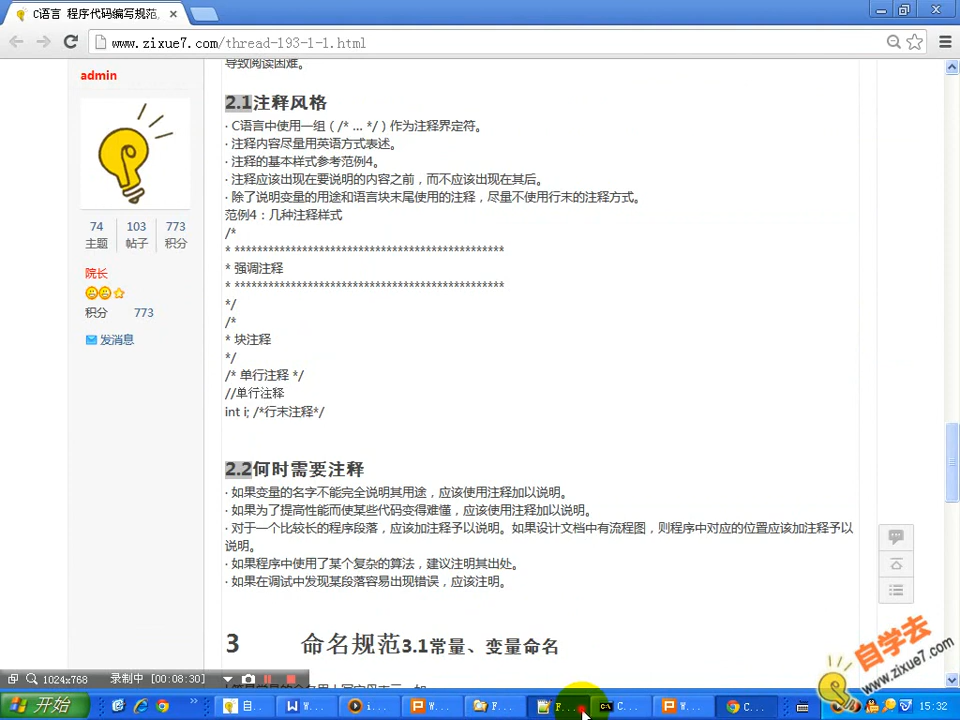 C语言 程序代码编写规范,
www.zixue7.com/thread-193-1-1.html
导致阅读困难。
admin
74 103 773
主题 帖子 积分
院长
积分 773
发消息
2.1注释风格
· C语言中使用一组（/* ... */）作为注释界定符。
· 注释内容尽量用英语方式表述。
· 注释的基本样式参考范例4。
· 注释应该出现在要说明的内容之前，而不应该出现在其后。
· 除了说明变量的用途和语言块末尾使用的注释，尽量不使用行末的注释方式。
范例4：几种注释样式
/*
* **************************************************
* 强调注释
* **************************************************
*/
/*
* 块注释
*/
/* 单行注释 */
//单行注释
int i; /*行末注释*/
2.2何时需要注释
· 如果变量的名字不能完全说明其用途，应该使用注释加以说明。
· 如果为了提高性能而使某些代码变得难懂，应该使用注释加以说明。
· 对于一个比较长的程序段落，应该加注释予以说明。如果设计文档中有流程图，则程序中对应的位置应该加注释予以
说明。
· 如果程序中使用了某个复杂的算法，建议注明其出处。
· 如果在调试中发现某段落容易出现错误，应该注明。
3 命名规范3.1常量、变量命名
自学去
www.zixue7.com
1024x768 录制中 [00:08:30]
开始 自... W... i... W... F... F... C... W... C... 15:32